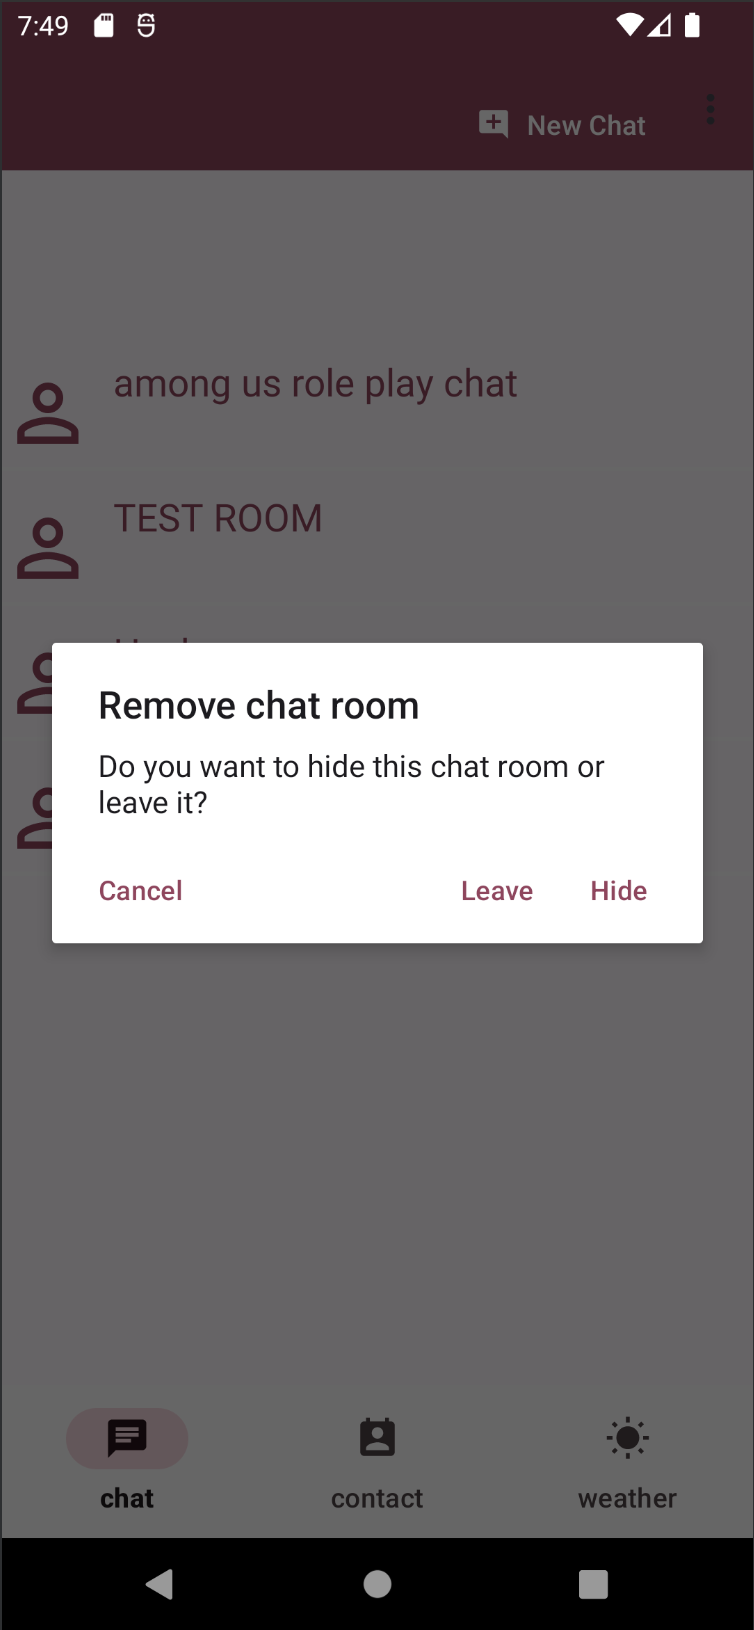 7:49
New Chat
among us role play chat
TEST ROOM
Remove chat room
Do you want to hide this chat room or
leave it?
Cancel
Leave
Hide
chat
contact
weather